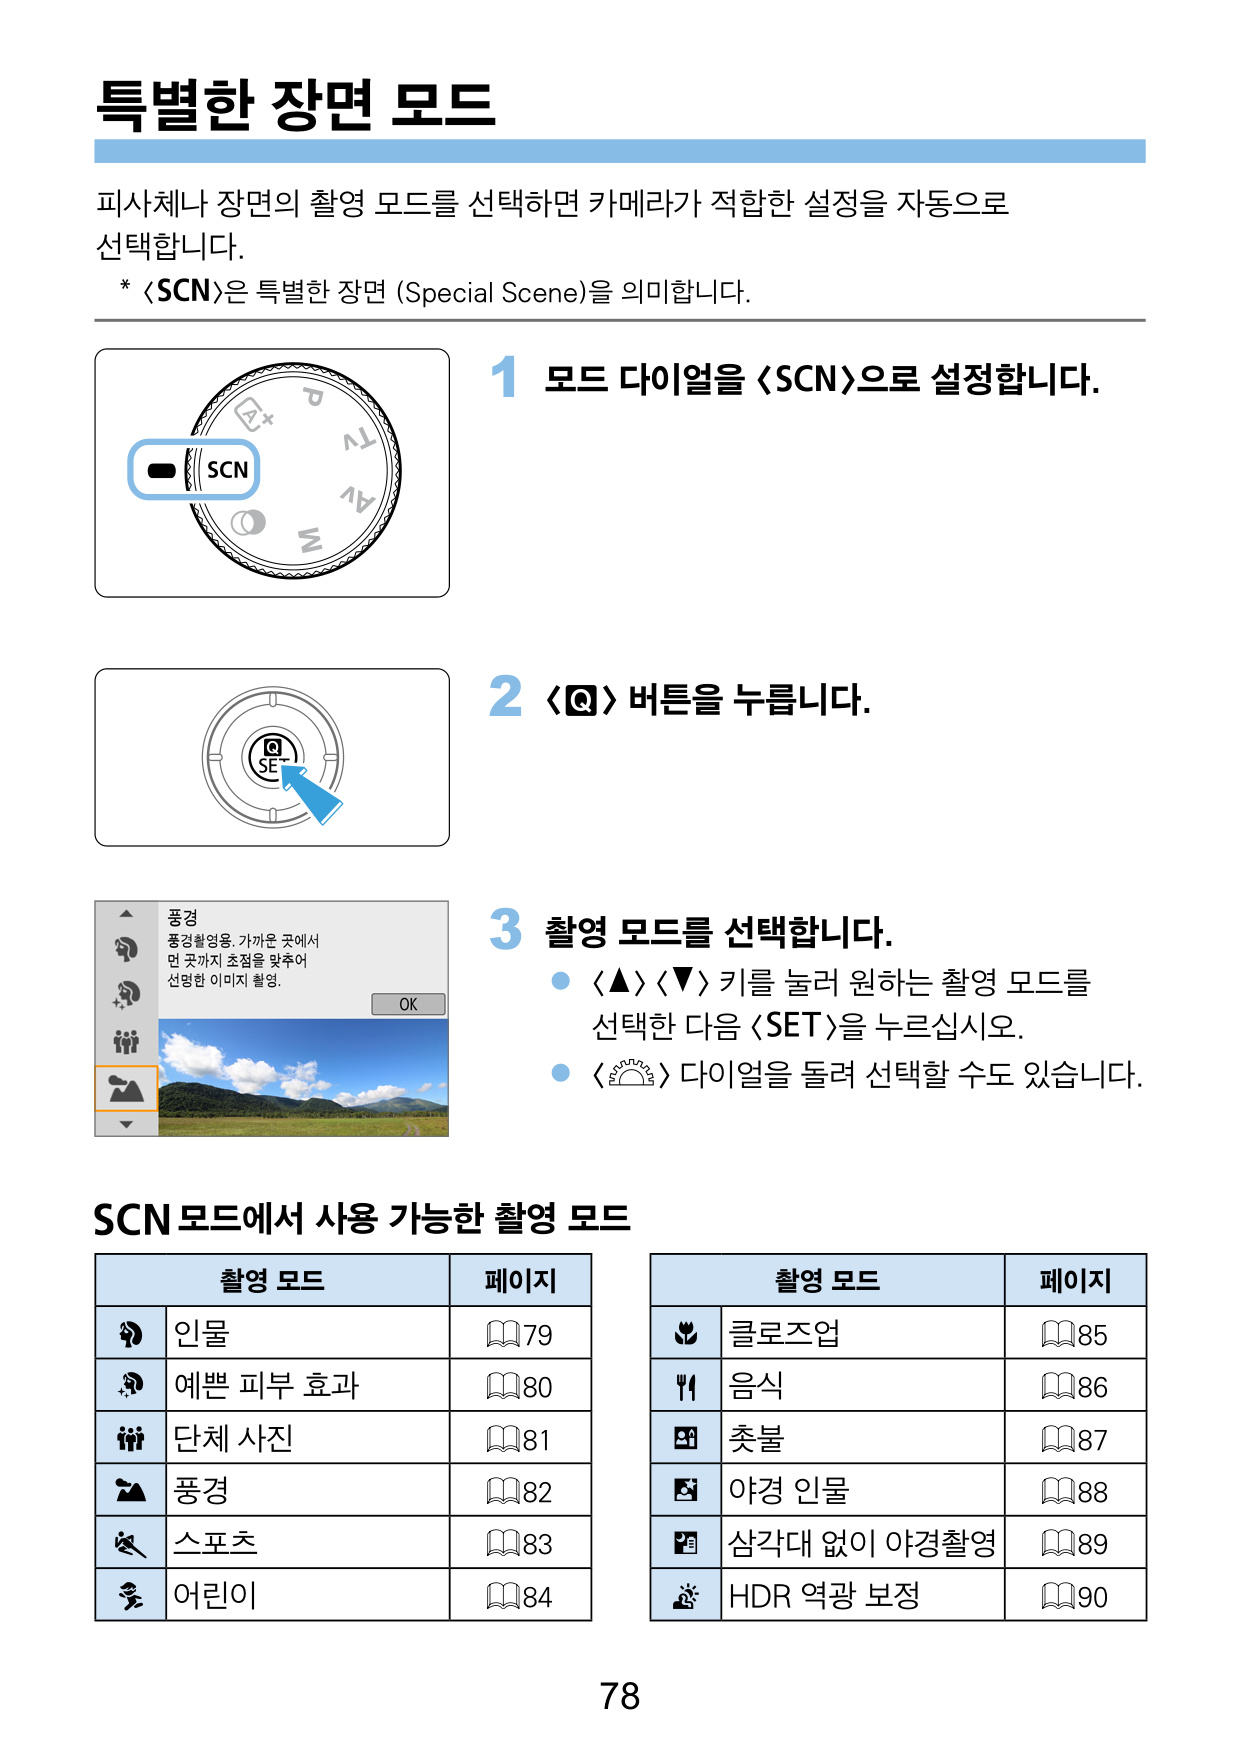 특별한 장면 모드
피사체나 장면의 촬영 모드를 선택하면 카메라가 적합한 설정을 자동으로
선택합니다.
* <SCN>은 특별한 장면 (Special Scene)을 의미합니다.
P
A+
Tv
SCN
Av
M
1 모드 다이얼을 <SCN>으로 설정합니다.
Q
SET
2 <Q> 버튼을 누릅니다.
풍경
풍경촬영용. 가까운 곳에서
먼 곳까지 초점을 맞추어
선명한 이미지 촬영.
OK
3 촬영 모드를 선택합니다.
● <▲><▼> 키를 눌러 원하는 촬영 모드를
선택한 다음 <SET>을 누르십시오.
● < > 다이얼을 돌려 선택할 수도 있습니다.
SCN 모드에서 사용 가능한 촬영 모드
촬영 모드 페이지
인물 79
예쁜 피부 효과 80
단체 사진 81
풍경 82
스포츠 83
어린이 84
촬영 모드 페이지
클로즈업 85
음식 86
촛불 87
야경 인물 88
삼각대 없이 야경촬영 89
HDR 역광 보정 90
78